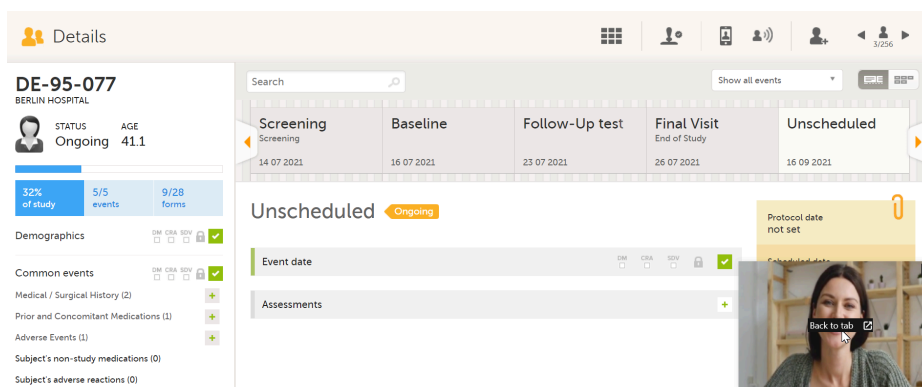 Details
3/256
DE-95-077
BERLIN HOSPITAL
STATUS AGE
Ongoing 41.1
32% 5/5 9/28
of study events forms
Demographics DM CRA SDV
Common events DM CRA SDV
Medical / Surgical History (2)
Prior and Concomitant Medications (1)
Adverse Events (1)
Subject's non-study medications (0)
Subject's adverse reactions (0)
Search
Show all events
Screening Baseline Follow-Up test Final Visit Unscheduled
Screening End of Study
14 07 2021 16 07 2021 23 07 2021 26 07 2021 16 09 2021
Unscheduled Ongoing
Event date DM CRA SDV
Assessments
Protocol date
not set
Scheduled date
Back to tab